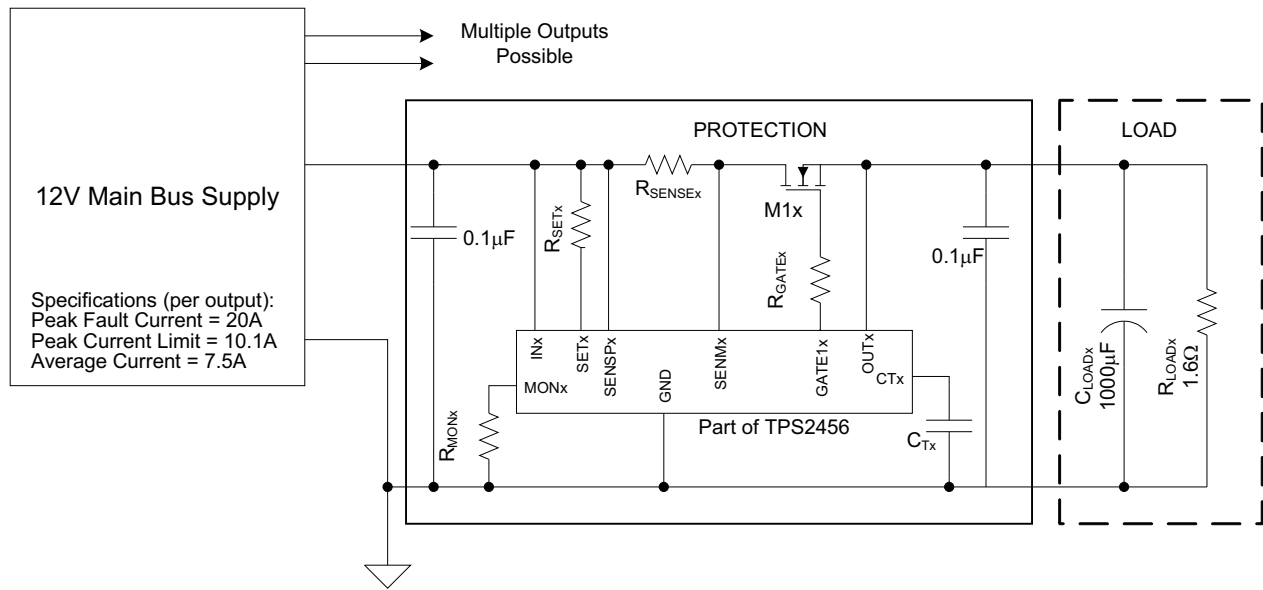 Multiple Outputs
Possible
PROTECTION
LOAD
12V Main Bus Supply
Specifications (per output):
Peak Fault Current = 20A
Peak Current Limit = 10.1A
Average Current = 7.5A
0.1μF
RSETx
RSENSEx
M1x
RGATEx
0.1μF
INx
SETx
SENSPx
SENMx
GATE1x
OUTx
MONx
GND
CTx
Part of TPS2456
RMONx
CTx
CLOADx
1000μF
RLOADx
1.6Ω